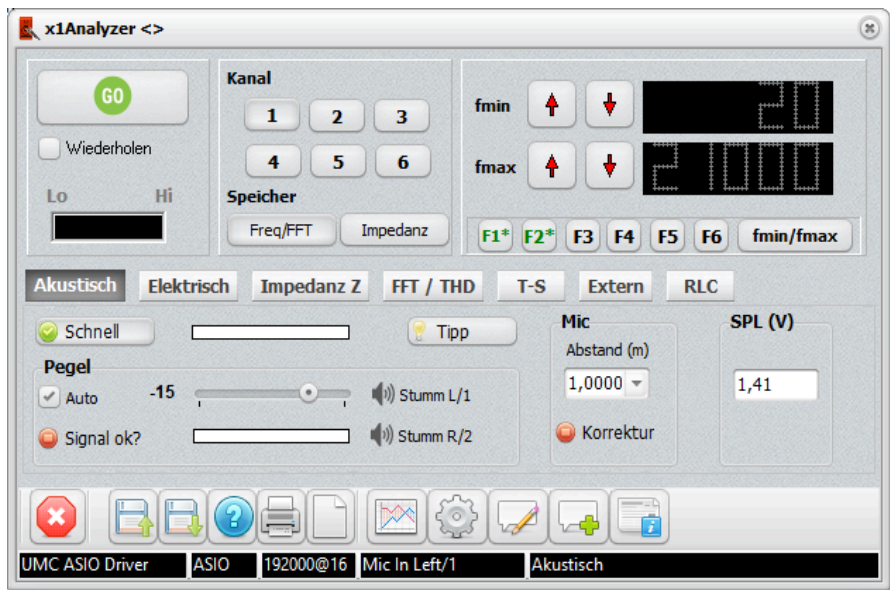 x1Analyzer <>
GO
Wiederholen
Lo Hi
Kanal
1 2 3
4 5 6
Speicher
Freq/FFT Impedanz
fmin 20
fmax 21000
F1* F2* F3 F4 F5 F6 fmin/fmax
Akustisch Elektrisch Impedanz Z FFT / THD T-S Extern RLC
Schnell Tipp
Pegel
Auto -15 Stumm L/1
Signal ok? Stumm R/2
Mic
Abstand (m)
1,0000
Korrektur
SPL (V)
1,41
UMC ASIO Driver ASIO 192000@16 Mic In Left/1 Akustisch